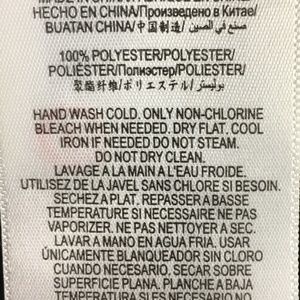 HECHO EN CHINA/Произведено в Китае/
BUATAN CHINA/中国制造/ صنع في الصين/
100% POLYESTER/POLYESTER/
POLIÉSTER/Полиэстер/POLIESTER/
聚酯纤维/ポリエステル/بوليستر/
HAND WASH COLD. ONLY NON-CHLORINE
BLEACH WHEN NEEDED. DRY FLAT. COOL
IRON IF NEEDED DO NOT STEAM.
DO NOT DRY CLEAN.
LAVAGE A LA MAIN A L'EAU FROIDE.
UTILISEZ DE LA JAVEL SANS CHLORE SI BESOIN.
SECHEZ A PLAT. REPASSER A BASSE
TEMPERATURE SI NECESSAIRE NE PAS
VAPORIZER. NE PAS NETTOYER A SEC.
LAVAR A MANO EN AGUA FRIA. USAR
ÚNICAMENTE BLANQUEADOR SIN CLORO
CUANDO NECESARIO, SECAR SOBRE
SUPERFICIE PLANA. PLANCHE A BAJA
TEMPERATURA SI ES NECESARIO NO